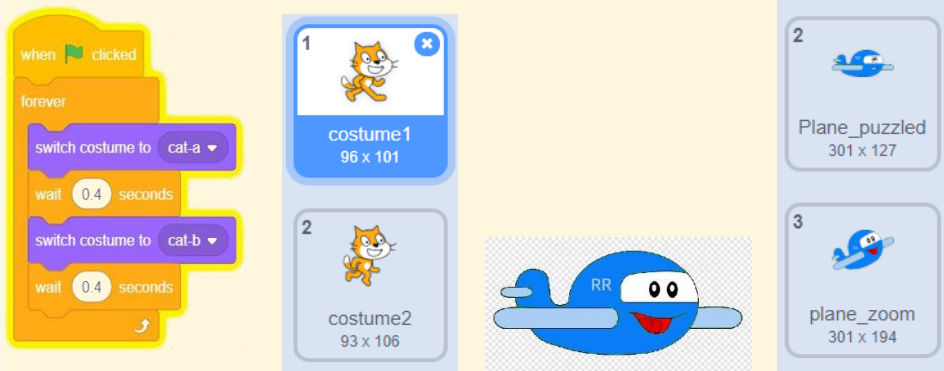 when clicked
forever
switch costume to cat-a
wait 0.4 seconds
switch costume to cat-b
wait 0.4 seconds
1
costume1
96 x 101
2
costume2
93 x 106
RR
2
Plane_puzzled
301 x 127
3
plane_zoom
301 x 194